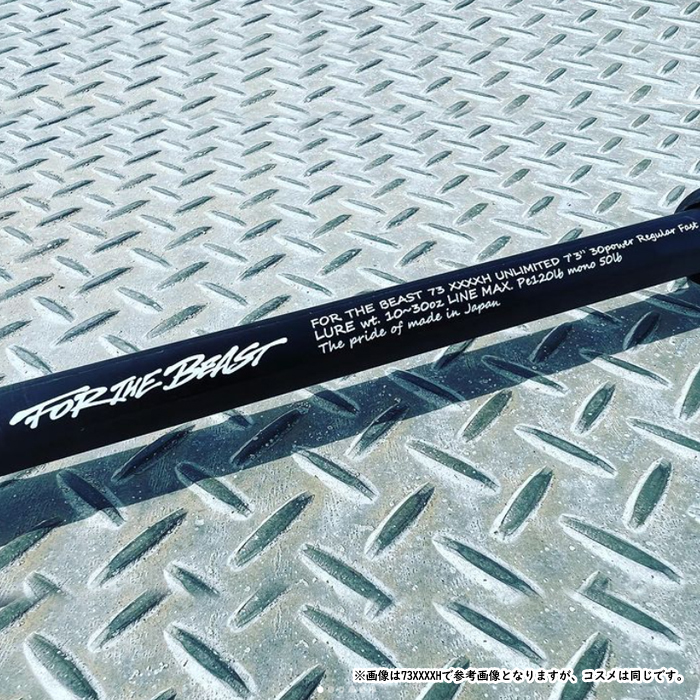 FOR THE BEAST
FOR THE BEAST 73 XXXXH UNLIMITED 7'3" 30power Regular Fast
LURE wt. 10~30oz LINE MAX. Pe120lb mono 50lb
The pride of made in Japan
※画像は73XXXXHで参考画像となりますが、コスメは同じです。